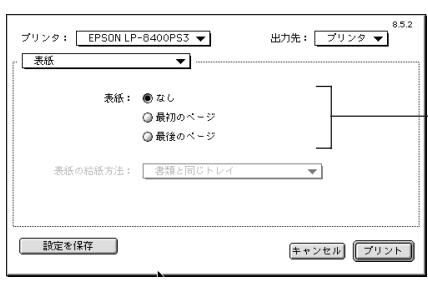 8.5.2
プリンタ： EPSON LP-8400PS3 出力先： プリンタ
表紙
表紙： なし
最初のページ
最後のページ
表紙の給紙方法： 書類と同じトレイ
設定を保存 キャンセル プリント